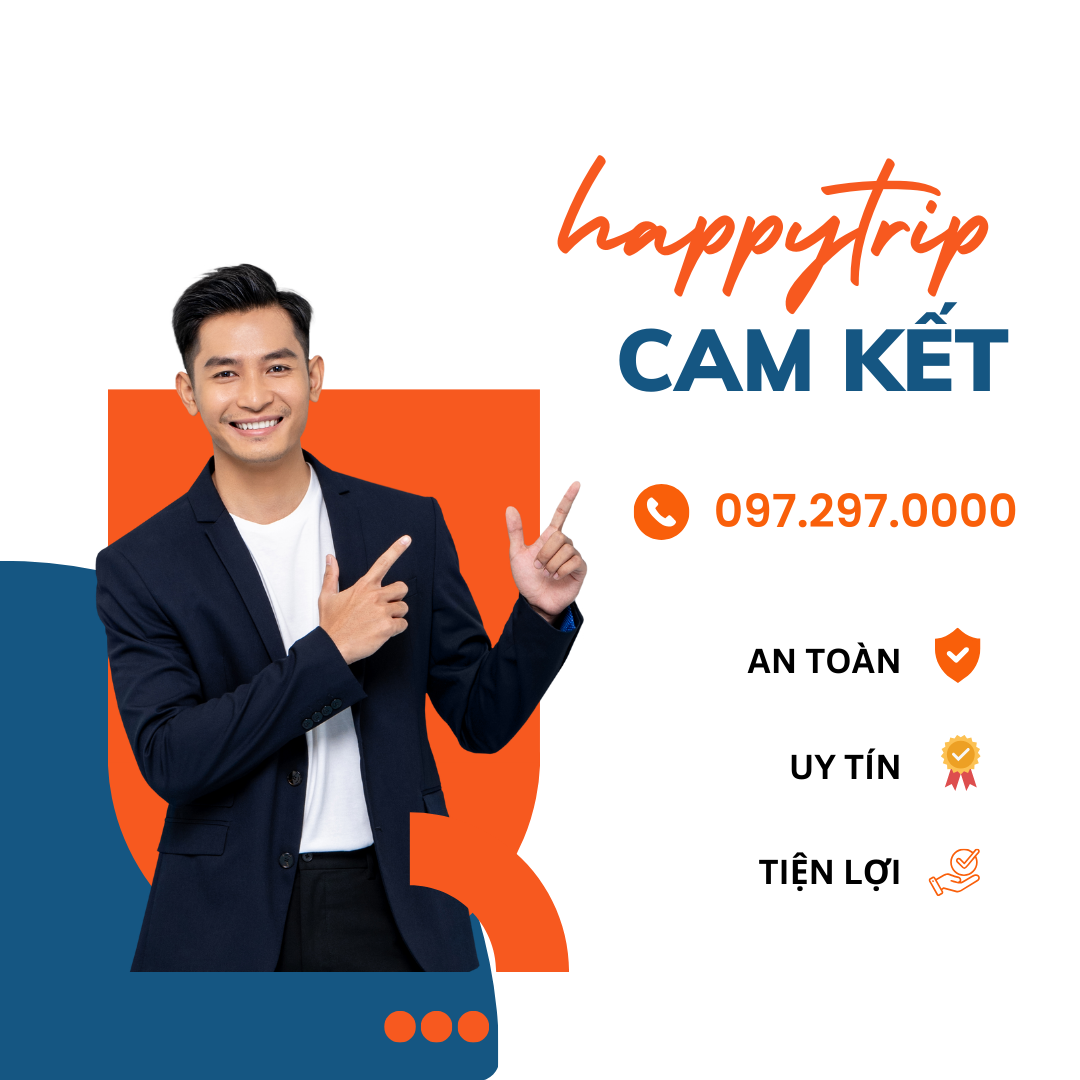 happytrip
CAM KẾT
097.297.0000
AN TOÀN
UY TÍN
TIỆN LỢI